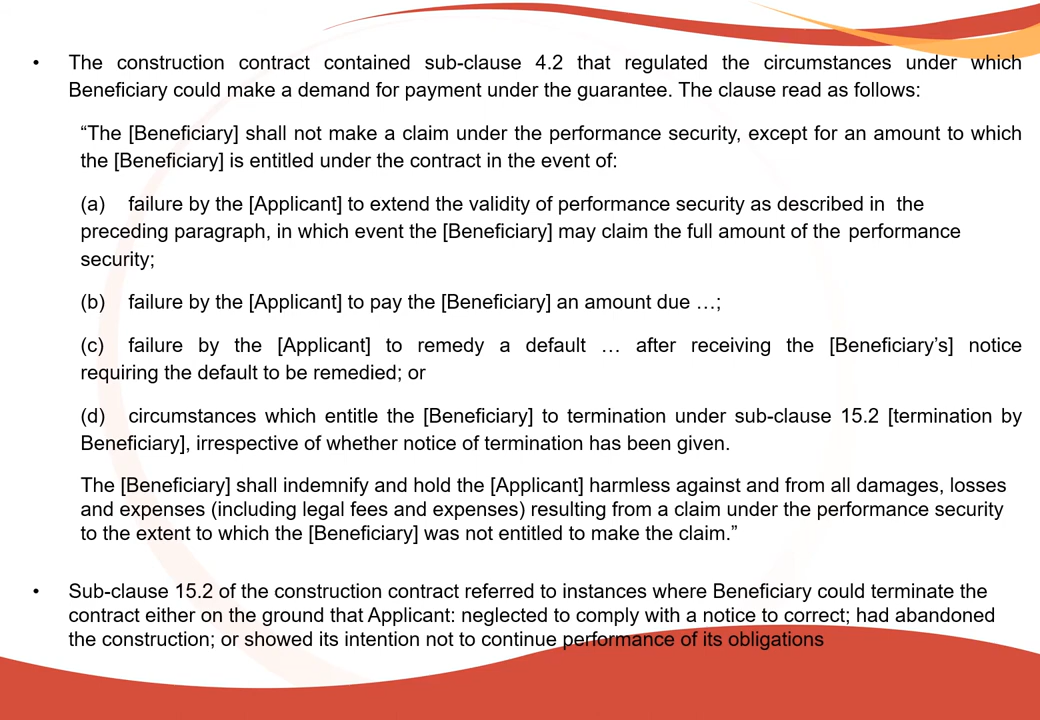 • The construction contract contained sub-clause 4.2 that regulated the circumstances under which
Beneficiary could make a demand for payment under the guarantee. The clause read as follows:
“The [Beneficiary] shall not make a claim under the performance security, except for an amount to which
the [Beneficiary] is entitled under the contract in the event of:
(a) failure by the [Applicant] to extend the validity of performance security as described in the
preceding paragraph, in which event the [Beneficiary] may claim the full amount of the performance
security;
(b) failure by the [Applicant] to pay the [Beneficiary] an amount due …;
(c) failure by the [Applicant] to remedy a default … after receiving the [Beneficiary’s] notice
requiring the default to be remedied; or
(d) circumstances which entitle the [Beneficiary] to termination under sub-clause 15.2 [termination by
Beneficiary], irrespective of whether notice of termination has been given.
The [Beneficiary] shall indemnify and hold the [Applicant] harmless against and from all damages, losses
and expenses (including legal fees and expenses) resulting from a claim under the performance security
to the extent to which the [Beneficiary] was not entitled to make the claim.”
• Sub-clause 15.2 of the construction contract referred to instances where Beneficiary could terminate the
contract either on the ground that Applicant: neglected to comply with a notice to correct; had abandoned
the construction; or showed its intention not to continue performance of its obligations